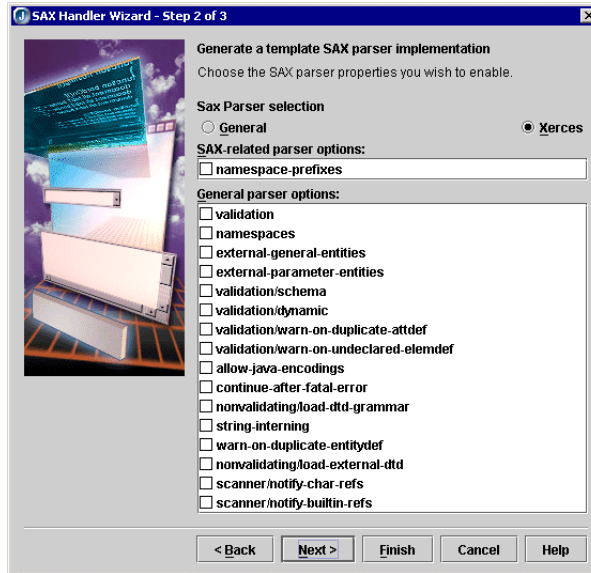 SAX Handler Wizard - Step 2 of 3
Generate a template SAX parser implementation
Choose the SAX parser properties you wish to enable.
Sax Parser selection
General
Xerces
SAX-related parser options:
namespace-prefixes
General parser options:
validation
namespaces
external-general-entities
external-parameter-entities
validation/schema
validation/dynamic
validation/warn-on-duplicate-attdef
validation/warn-on-undeclared-elemdef
allow-java-encodings
continue-after-fatal-error
nonvalidating/load-dtd-grammar
string-interning
warn-on-duplicate-entitydef
nonvalidating/load-external-dtd
scanner/notify-char-refs
scanner/notify-builtin-refs
< Back
Next >
Finish
Cancel
Help